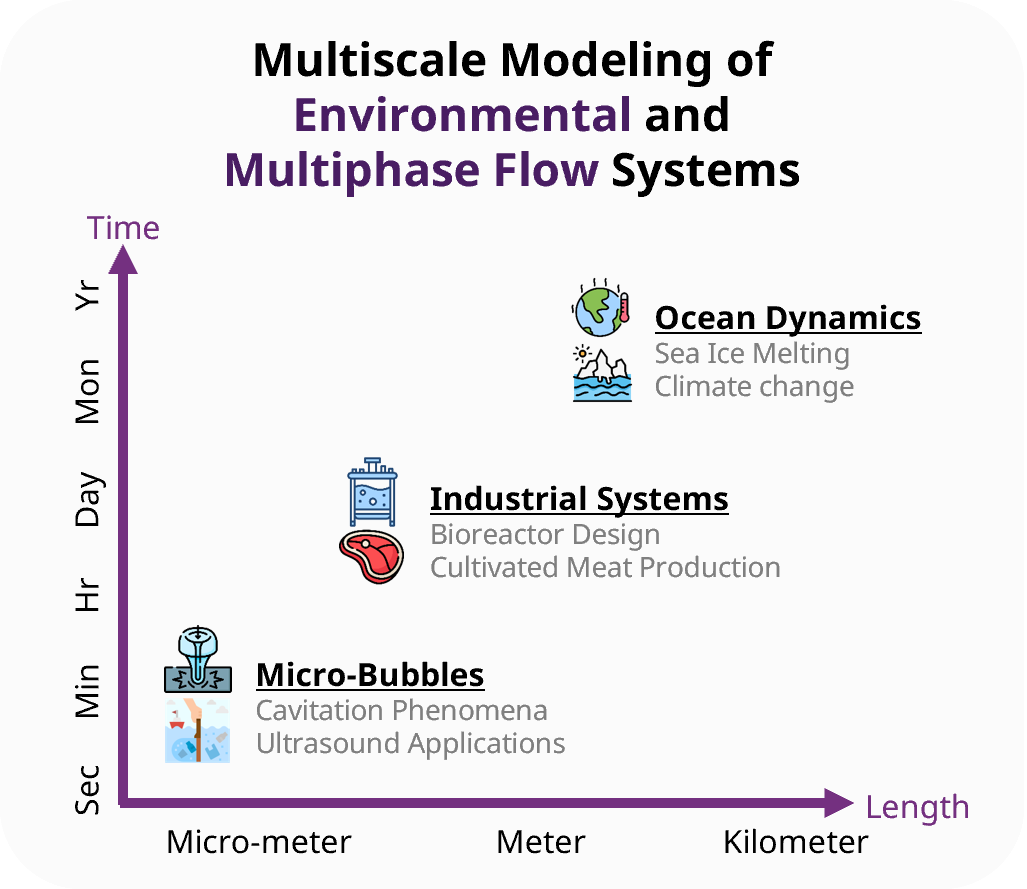 Multiscale Modeling of
Environmental and
Multiphase Flow Systems
Time
Yr
Mon
Day
Hr
Min
Sec
Ocean Dynamics
Sea Ice Melting
Climate change
Industrial Systems
Bioreactor Design
Cultivated Meat Production
Micro-Bubbles
Cavitation Phenomena
Ultrasound Applications
Length
Micro-meter
Meter
Kilometer